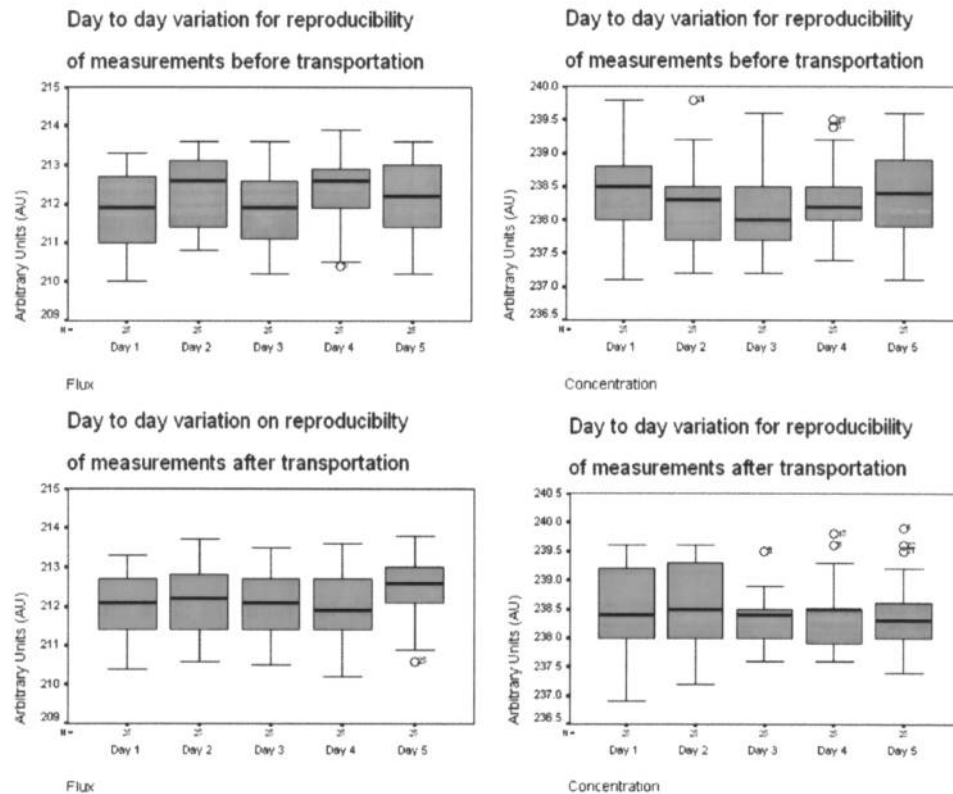 Day to day variation for reproducibility
of measurements before transportation
215
214
213
212
211
210
209
Arbitrary Units (AU)
N =
Day 1 Day 2 Day 3 Day 4 Day 5
Flux
Day to day variation for reproducibility
of measurements before transportation
240.0
239.5
239.0
238.5
238.0
237.5
237.0
236.5
Arbitrary Units (AU)
N =
Day 1 Day 2 Day 3 Day 4 Day 5
Concentration
Day to day variation on reproducibilty
of measurements after transportation
215
214
213
212
211
210
209
Arbitrary Units (AU)
N =
Day 1 Day 2 Day 3 Day 4 Day 5
Flux
Day to day variation for reproducibility
of measurements after transportation
240.5
240.0
239.5
239.0
238.5
238.0
237.5
237.0
236.5
Arbitrary Units (AU)
N =
Day 1 Day 2 Day 3 Day 4 Day 5
Concentration